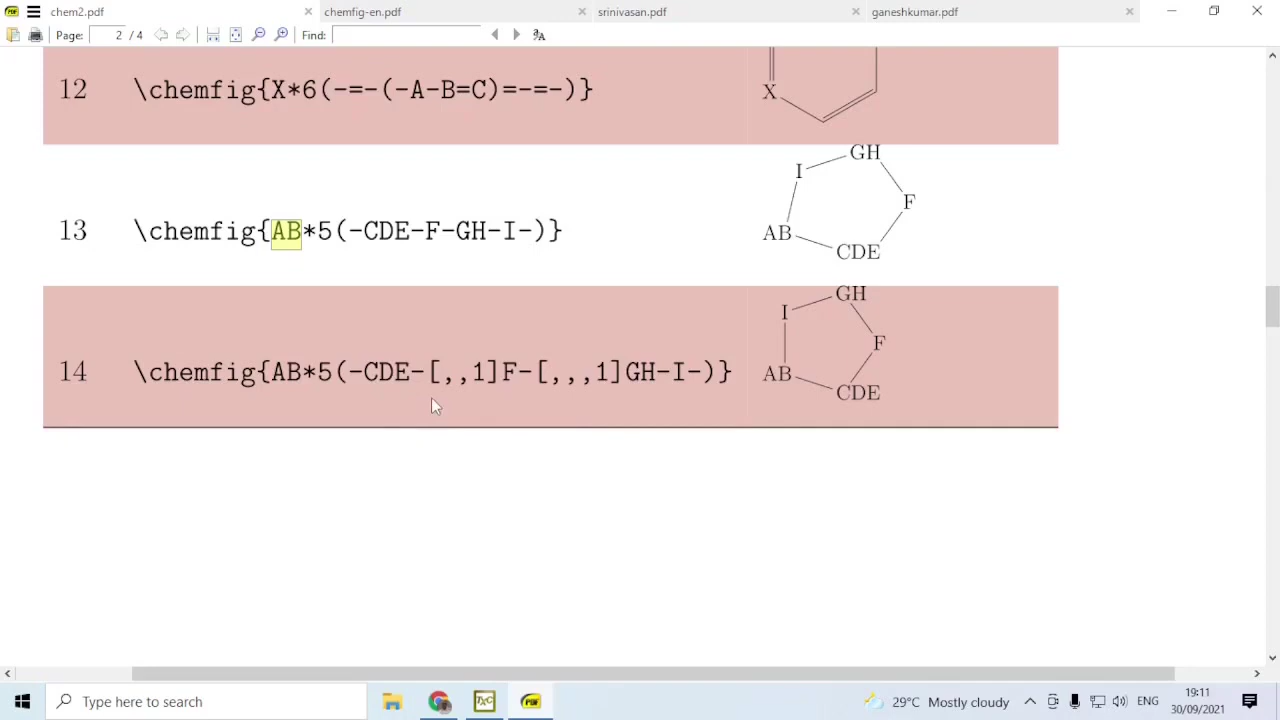 chem2.pdf chemfig-en.pdf srinivasan.pdf ganeshkumar.pdf
Page: 2 / 4 Find:
12 \chemfig{X*6(-=-(-A-B=C)=-=-)} X
13 \chemfig{AB*5(-CDE-F-GH-I-)}
GH
I
F
AB
CDE
14 \chemfig{AB*5(-CDE-[,,1]F-[,,,1]GH-I-)}
GH
I
F
AB
CDE
Type here to search 29°C Mostly cloudy ENG 19:11
30/09/2021